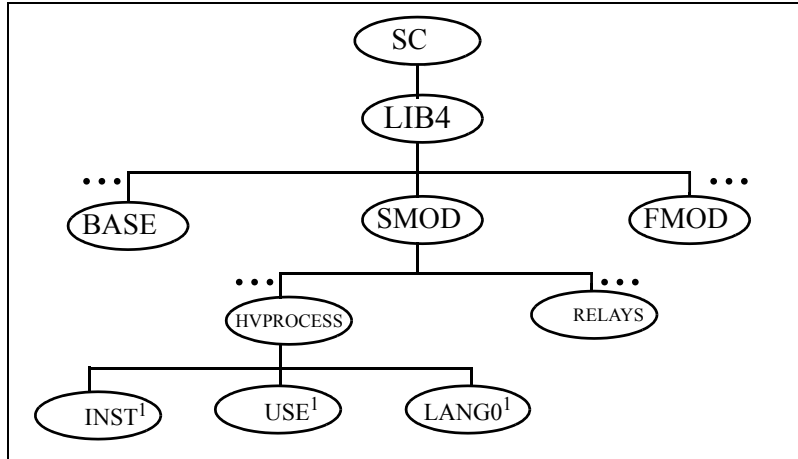 SC
LIB4
... ...
BASE SMOD FMOD
... ...
HVPROCESS RELAYS
INST¹ USE¹ LANG0¹